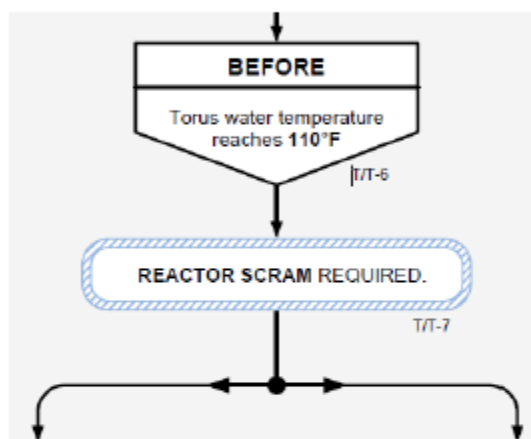 BEFORE
Torus water temperature
reaches 110°F
T/T-6
REACTOR SCRAM REQUIRED.
T/T-7